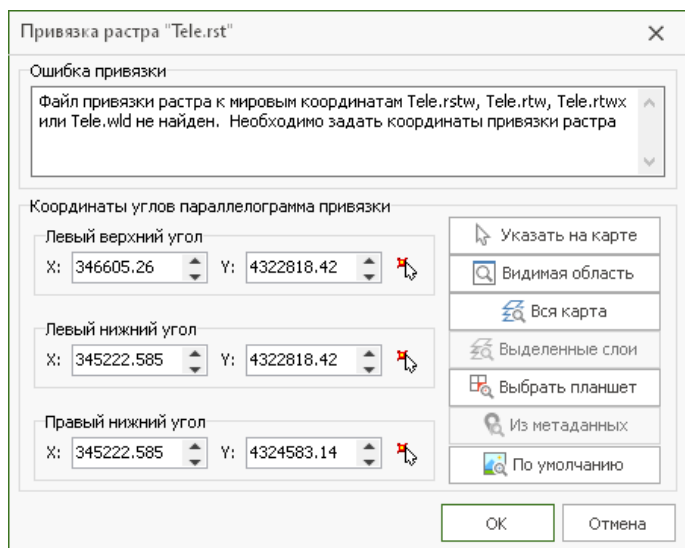 Привязка растра "Tele.rst"
Ошибка привязки
Файл привязки растра к мировым координатам Tele.rstw, Tele.rtw, Tele.rtwx
или Tele.wld не найден.  Необходимо задать координаты привязки растра
Координаты углов параллелограмма привязки
Левый верхний угол
X: 346605.26 Y: 4322818.42
Левый нижний угол
X: 345222.585 Y: 4322818.42
Правый нижний угол
X: 345222.585 Y: 4324583.14
Указать на карте
Видимая область
Вся карта
Выделенные слои
Выбрать планшет
Из метаданных
По умолчанию
OK
Отмена